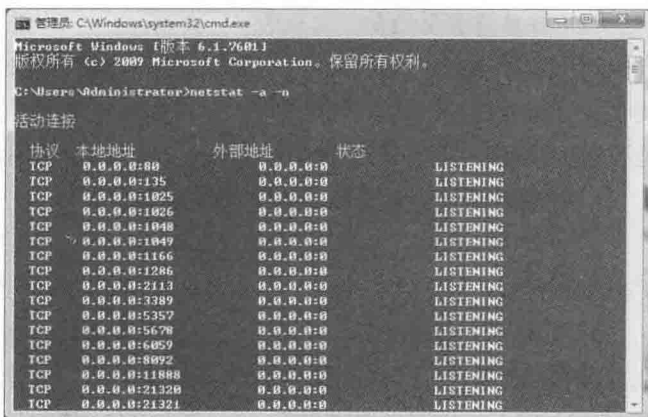 管理员: C:\Windows\system32\cmd.exe
Microsoft Windows [版本 6.1.7601]
版权所有 (c) 2009 Microsoft Corporation。保留所有权利。
C:\Users\Administrator>netstat -a -n
活动连接
协议 本地地址 外部地址 状态
TCP 0.0.0.0:80 0.0.0.0:0 LISTENING
TCP 0.0.0.0:135 0.0.0.0:0 LISTENING
TCP 0.0.0.0:1025 0.0.0.0:0 LISTENING
TCP 0.0.0.0:1026 0.0.0.0:0 LISTENING
TCP 0.0.0.0:1048 0.0.0.0:0 LISTENING
TCP 0.0.0.0:1049 0.0.0.0:0 LISTENING
TCP 0.0.0.0:1166 0.0.0.0:0 LISTENING
TCP 0.0.0.0:1286 0.0.0.0:0 LISTENING
TCP 0.0.0.0:2113 0.0.0.0:0 LISTENING
TCP 0.0.0.0:3389 0.0.0.0:0 LISTENING
TCP 0.0.0.0:5357 0.0.0.0:0 LISTENING
TCP 0.0.0.0:5678 0.0.0.0:0 LISTENING
TCP 0.0.0.0:6059 0.0.0.0:0 LISTENING
TCP 0.0.0.0:8092 0.0.0.0:0 LISTENING
TCP 0.0.0.0:11888 0.0.0.0:0 LISTENING
TCP 0.0.0.0:21320 0.0.0.0:0 LISTENING
TCP 0.0.0.0:21321 0.0.0.0:0 LISTENING